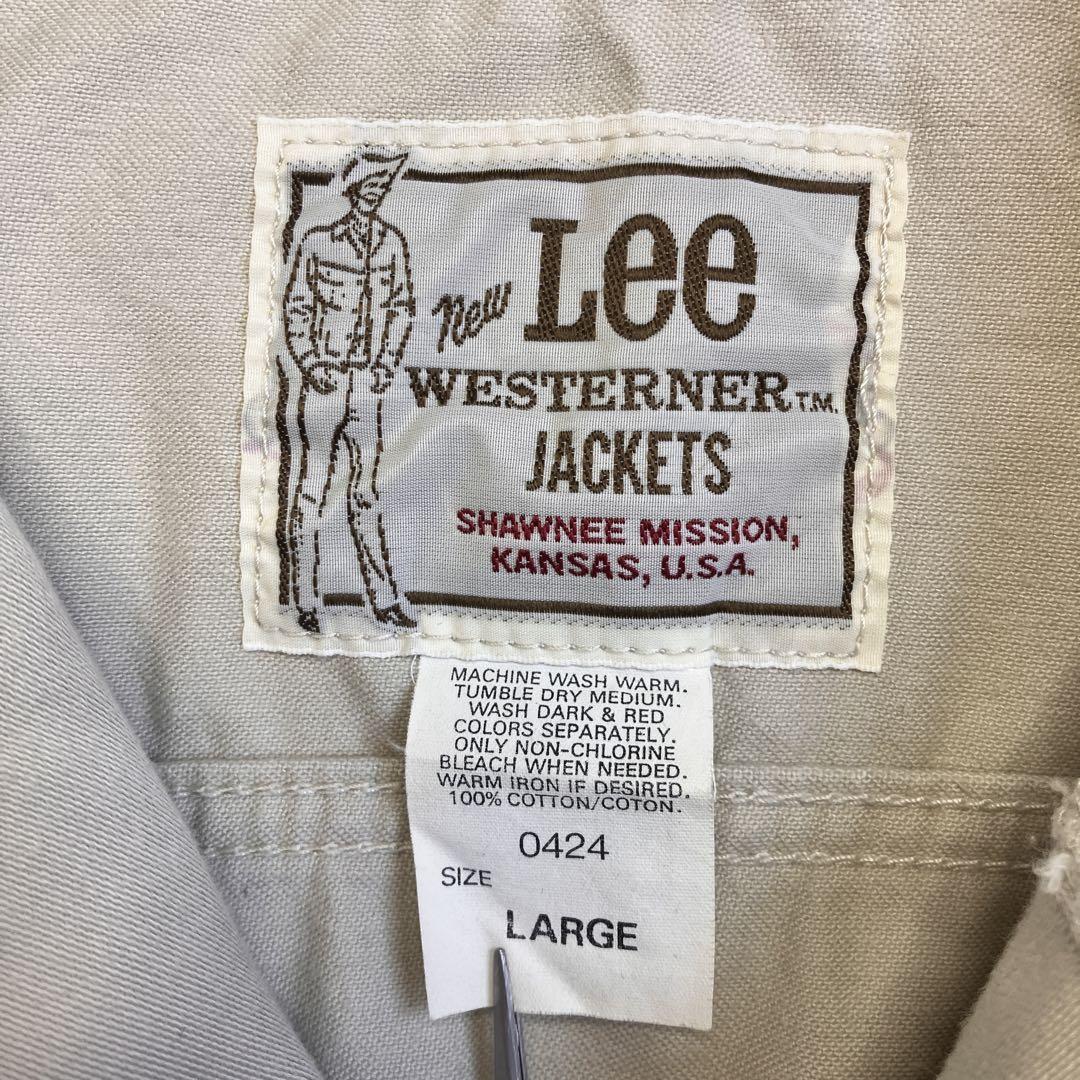 new Lee
WESTERNER T.M.
JACKETS
SHAWNEE MISSION,
KANSAS, U.S.A.
MACHINE WASH WARM.
TUMBLE DRY MEDIUM.
WASH DARK & RED
COLORS SEPARATELY.
ONLY NON-CHLORINE
BLEACH WHEN NEEDED.
WARM IRON IF DESIRED.
100% COTTON/COTON.
0424
SIZE
LARGE